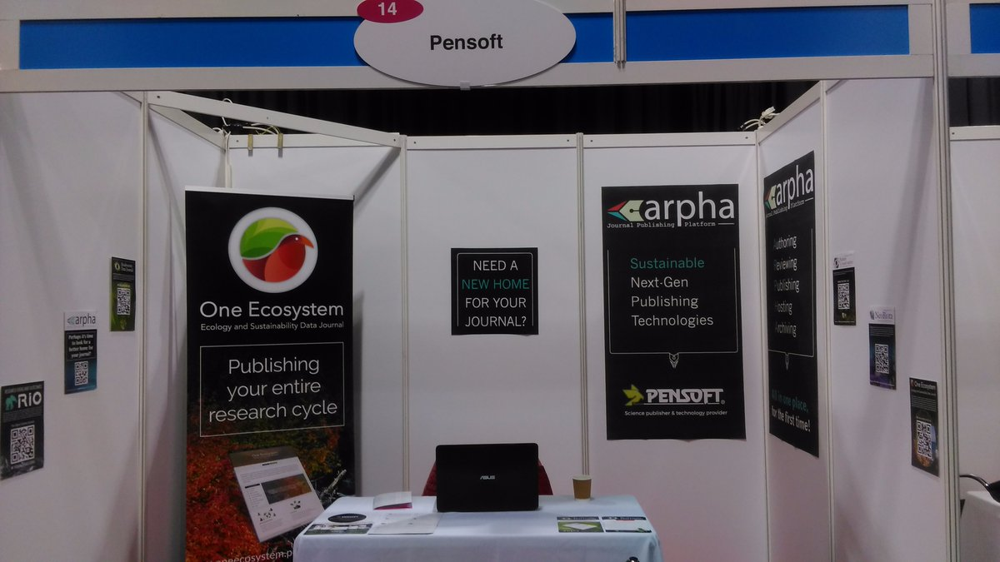 14
Pensoft
One Ecosystem
Ecology and Sustainability Data Journal
Publishing
your entire
research cycle
NEED A
NEW HOME
FOR YOUR
JOURNAL?
arpha
Journal Publishing Platform
Sustainable
Next-Gen
Publishing
Technologies
PENSOFT®
Science publisher & technology provider
arpha
Journal Publishing Platform
Authoring
Reviewing
Publishing
Hosting
Archiving
All in one place,
for the first time!
arpha
Perhaps it's time
to look for a
better home for
your journal!
RIO
One Ecosystem
NeoBiota
ASUS